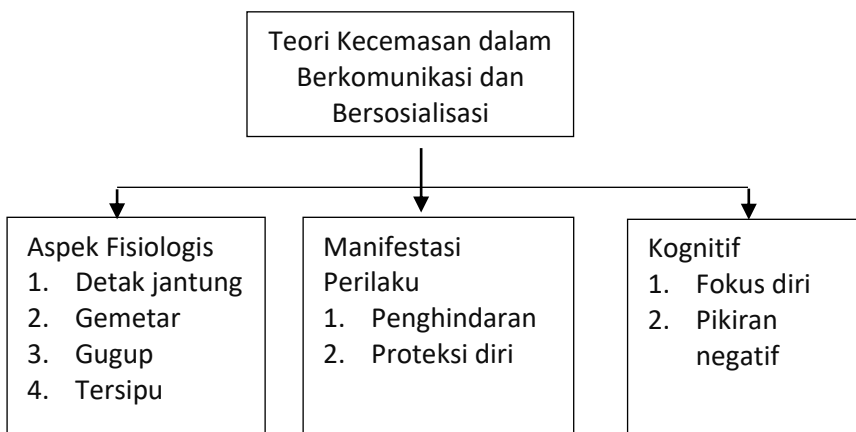 Teori Kecemasan dalam
Berkomunikasi dan
Bersosialisasi
Aspek Fisiologis
1. Detak jantung
2. Gemetar
3. Gugup
4. Tersipu
Manifestasi
Perilaku
1. Penghindaran
2. Proteksi diri
Kognitif
1. Fokus diri
2. Pikiran
negatif